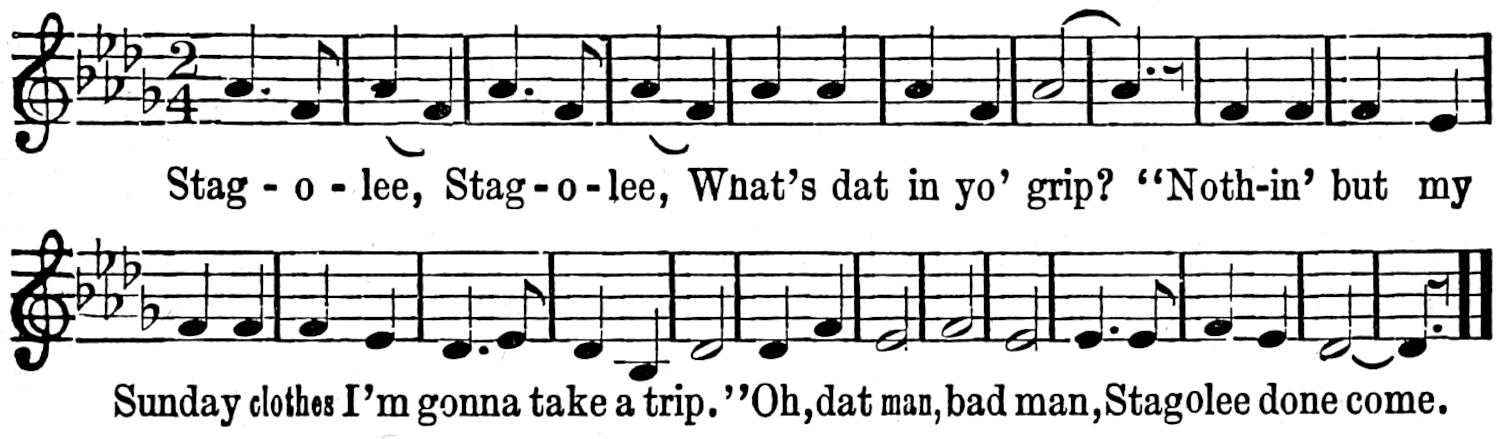 2
4
Stag - o - lee, Stag - o - lee, What's dat in yo' grip? “Noth-in' but my
Sunday clothes I'm gonna take a trip.” Oh, dat man, bad man, Stagolee done come.